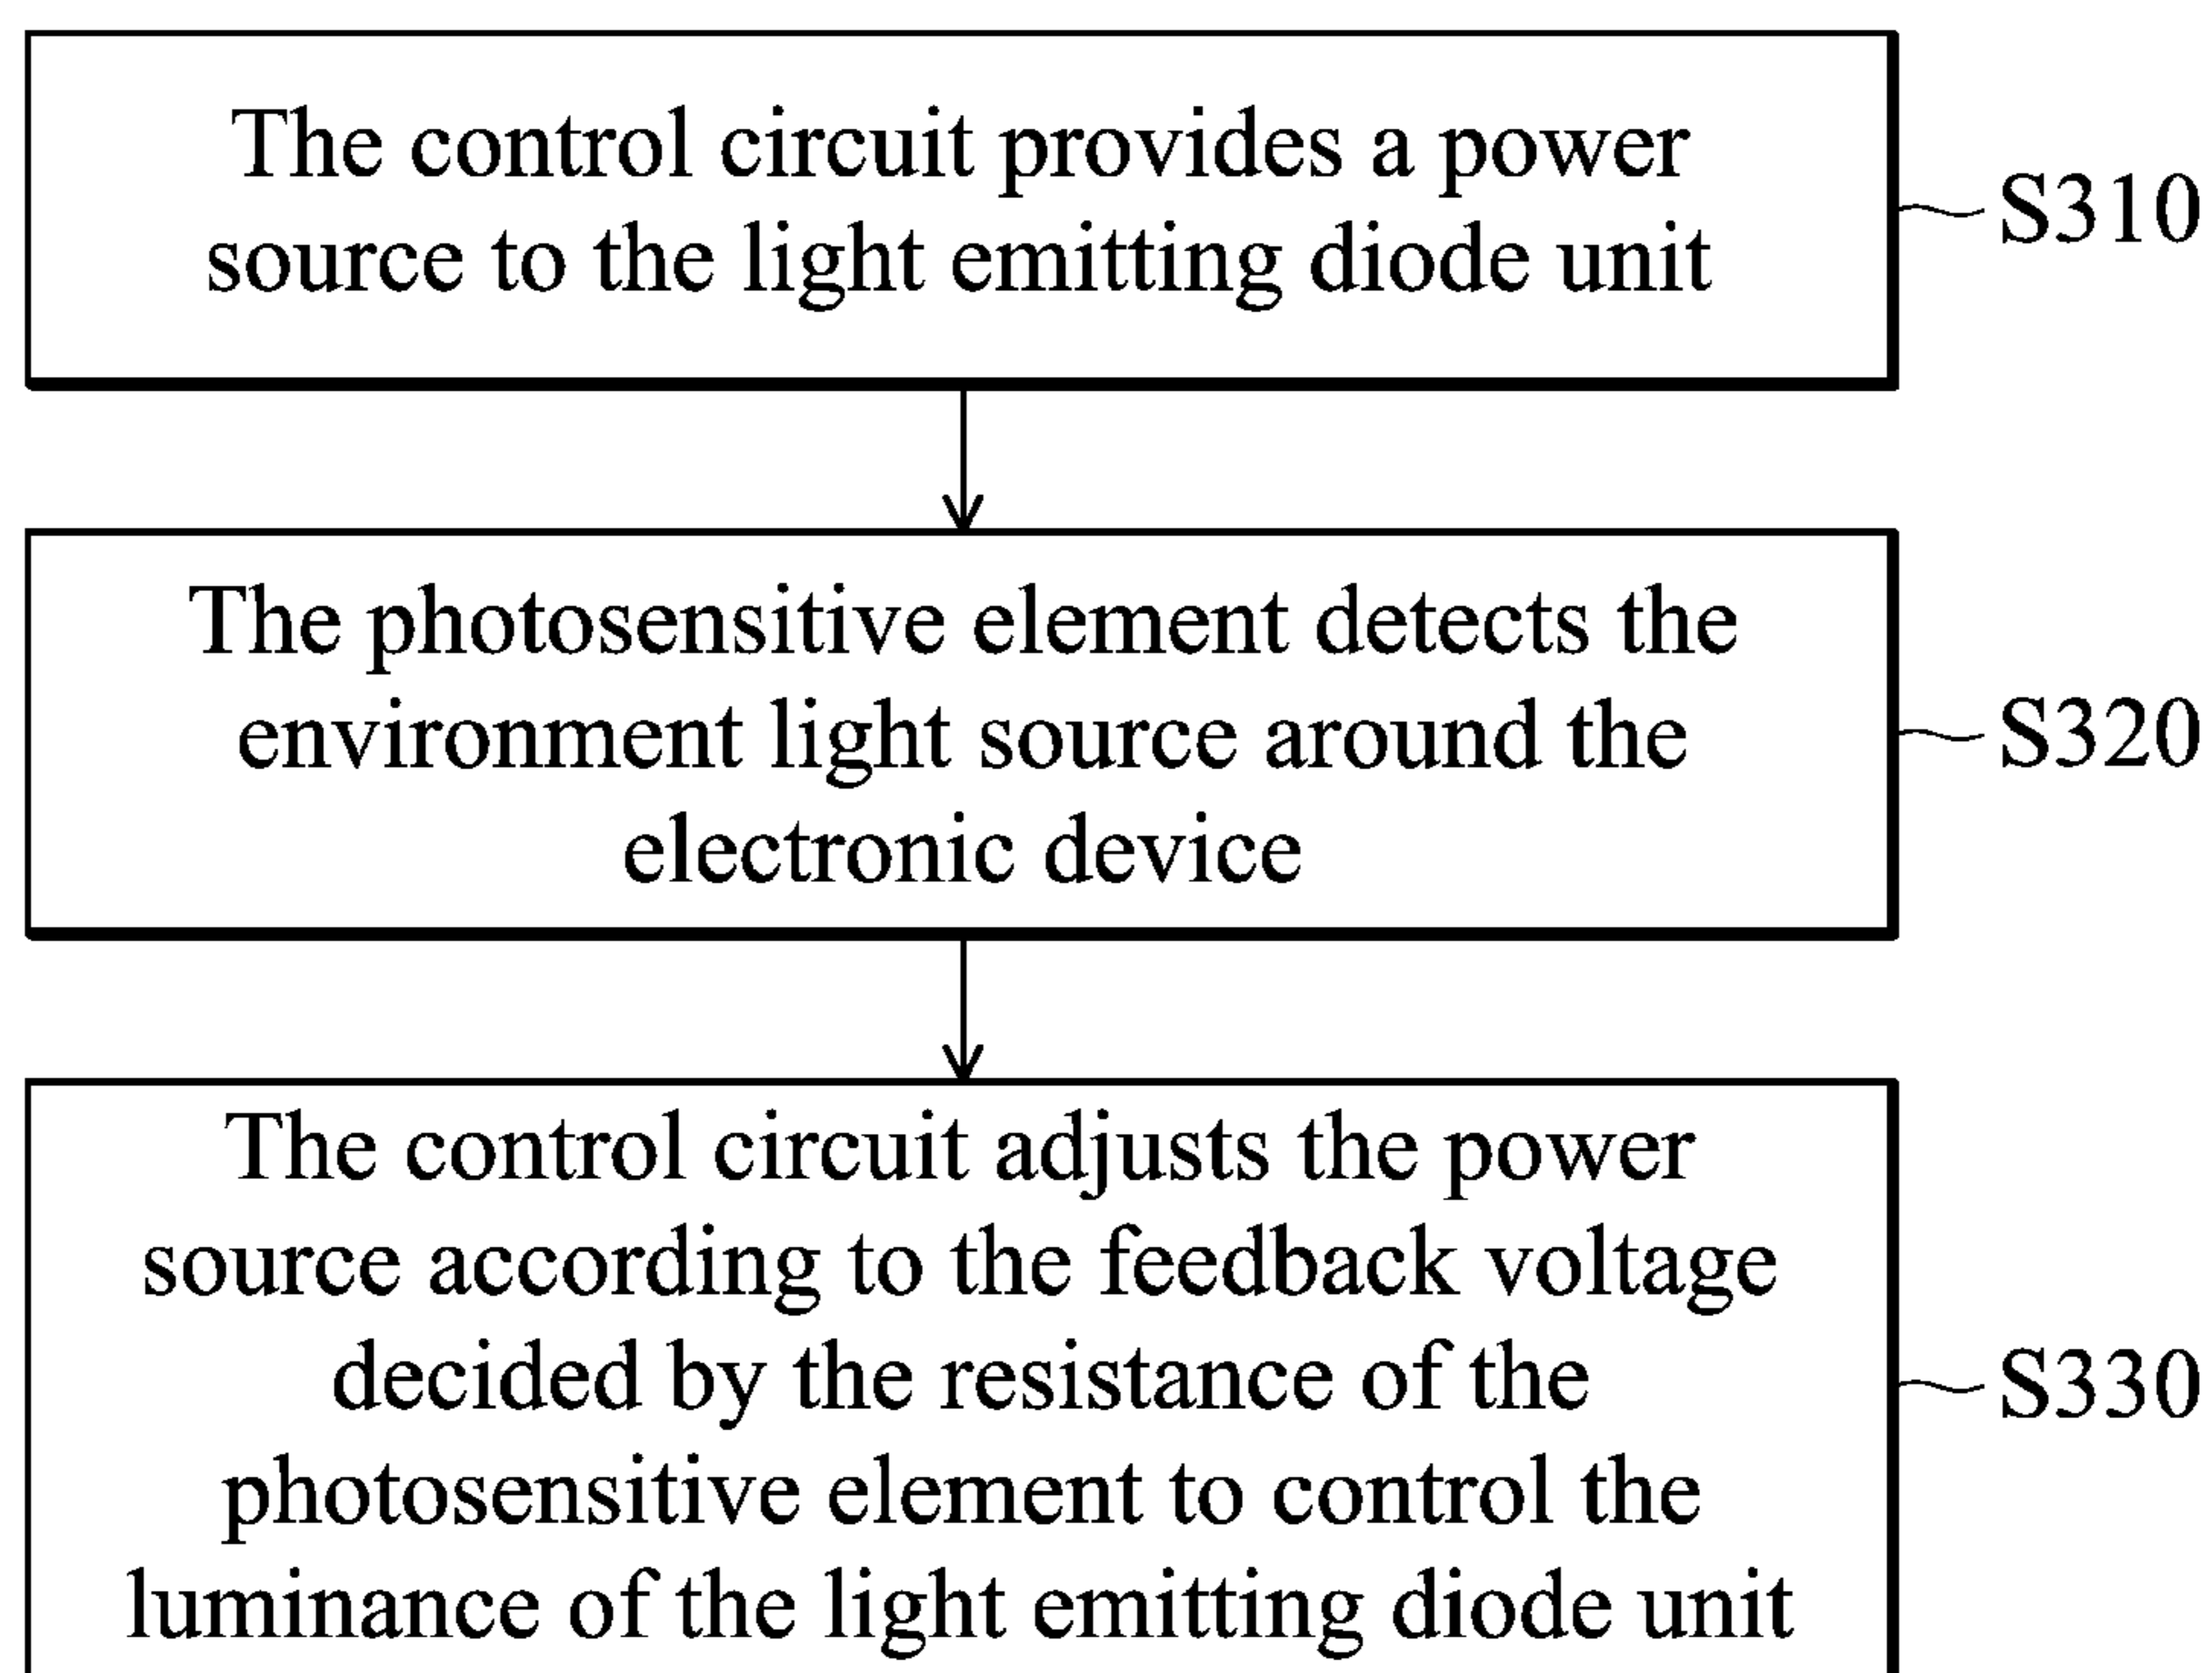 The control circuit provides a power
source to the light emitting diode unit
S310
The photosensitive element detects the
environment light source around the
electronic device
S320
The control circuit adjusts the power
source according to the feedback voltage
decided by the resistance of the
photosensitive element to control the
luminance of the light emitting diode unit
S330